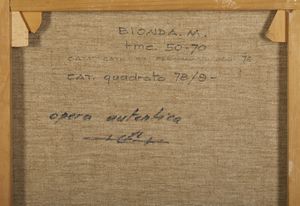 BIONDA. M.
tmc. 50-70
CAT. quadrato 78/9-
opera autentica